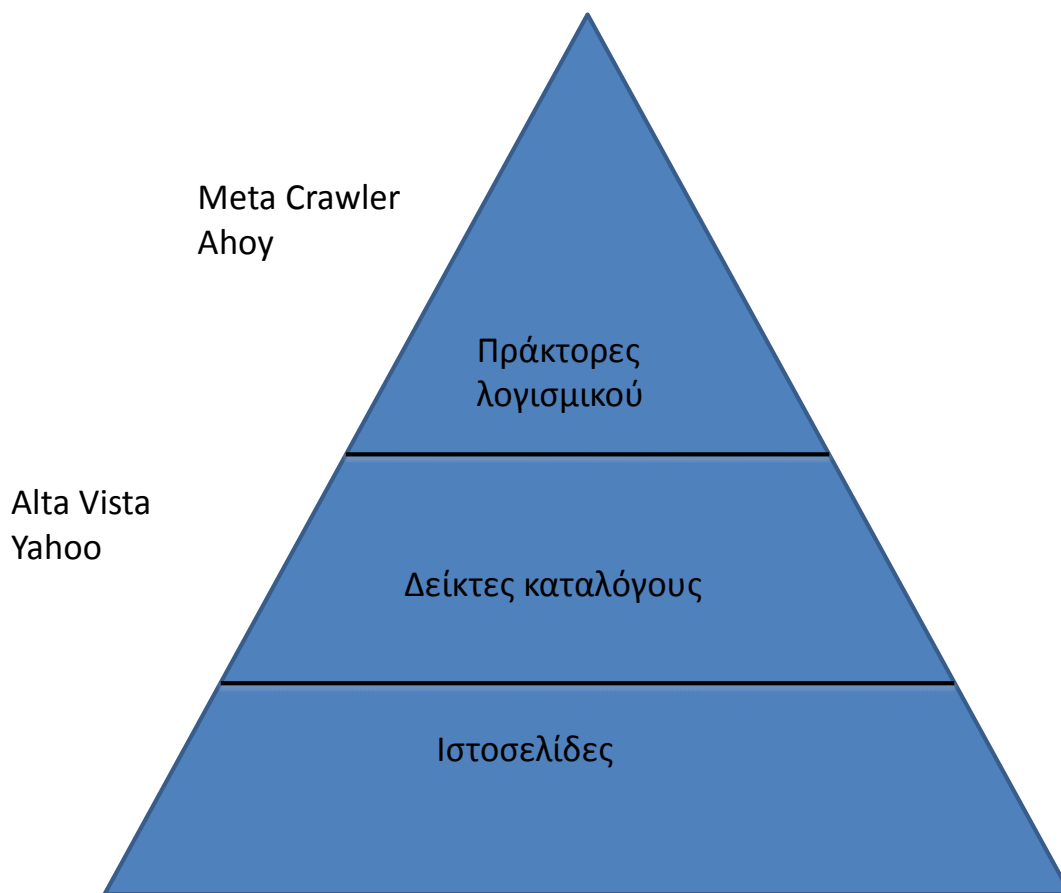 Meta Crawler
Ahoy
Πράκτορες
λογισμικού
Alta Vista
Yahoo
Δείκτες καταλόγους
Ιστοσελίδες